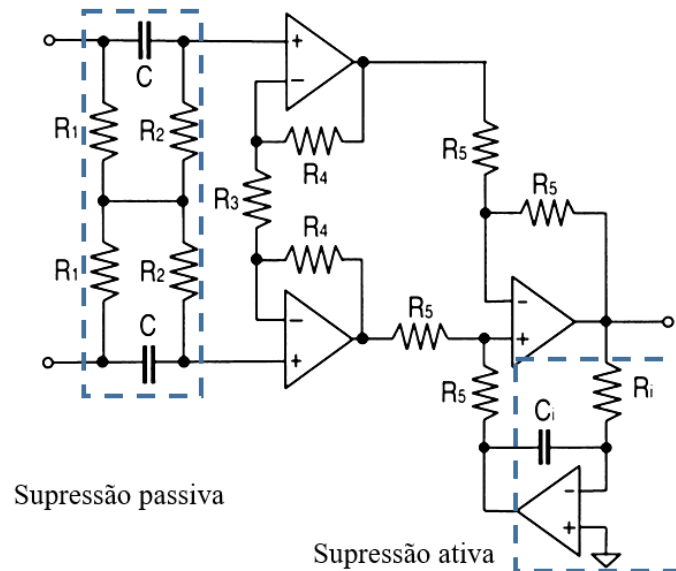 C
R1
R2
R4
R3
R5
R5
R4
R1
R2
R5
C
R5
Ri
Ci
Supressão passiva
Supressão ativa
+
−
−
+
−
+
−
+